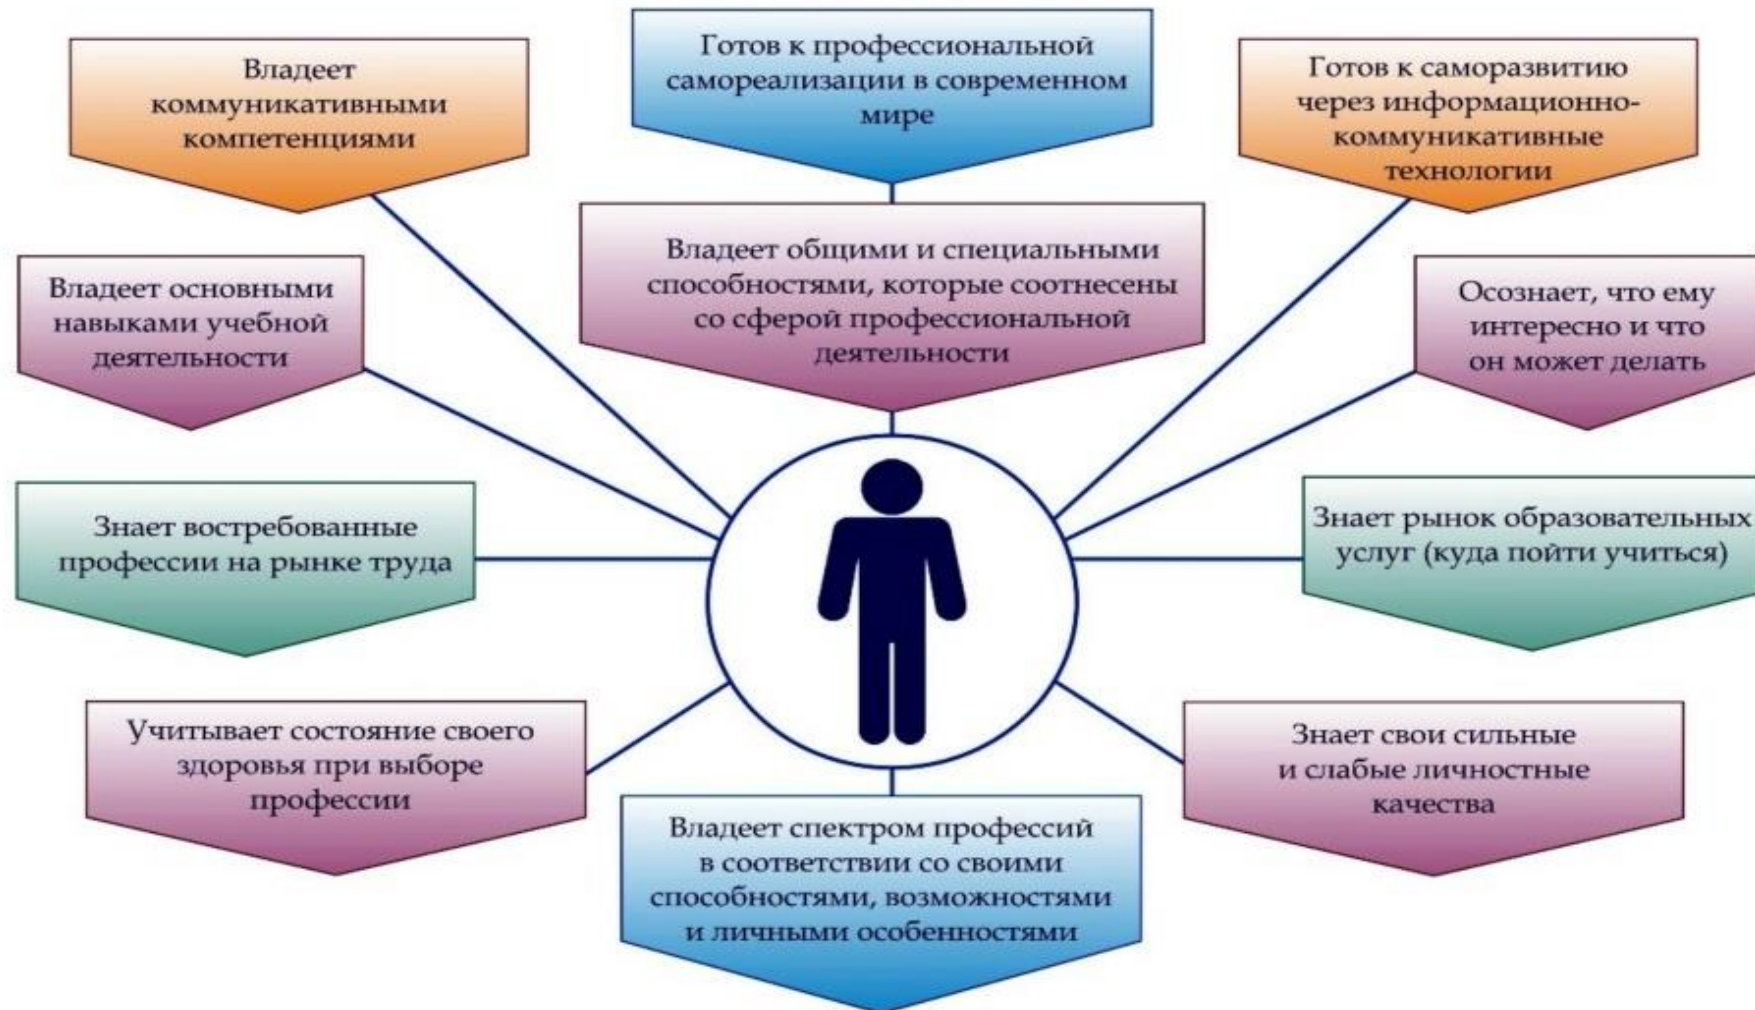 Владеет
коммуникативными
компетенциями
Готов к профессиональной
самореализации в современном
мире
Готов к саморазвитию
через информационно-
коммуникативные
технологии
Владеет основными
навыками учебной
деятельности
Владеет общими и специальными
способностями, которые соотнесены
со сферой профессиональной
деятельности
Осознает, что ему
интересно и что
он может делать
Знает востребованные
профессии на рынке труда
Знает рынок образовательных
услуг (куда пойти учиться)
Учитывает состояние своего
здоровья при выборе
профессии
Владеет спектром профессий
в соответствии со своими
способностями, возможностями
и личными особенностями
Знает свои сильные
и слабые личностные
качества